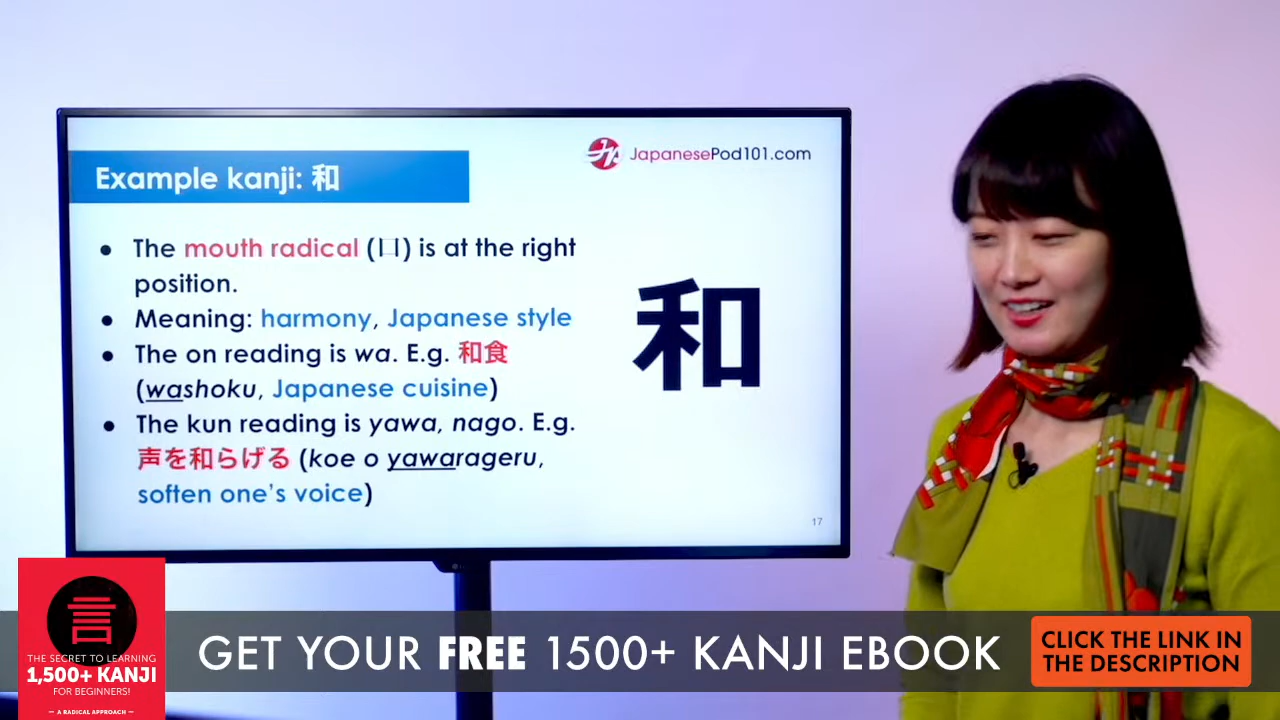 JapanesePod101.com
Example kanji: 和
● The mouth radical (口) is at the right
position.
● Meaning: harmony, Japanese style
● The on reading is wa. E.g. 和食
(washoku, Japanese cuisine)
● The kun reading is yawa, nago. E.g.
声を和らげる (koe o yawarageru,
soften one's voice)
和
17
言
THE SECRET TO LEARNING
1,500+ KANJI
FOR BEGINNERS!
— A RADICAL APPROACH —
GET YOUR FREE 1500+ KANJI EBOOK
CLICK THE LINK IN
THE DESCRIPTION